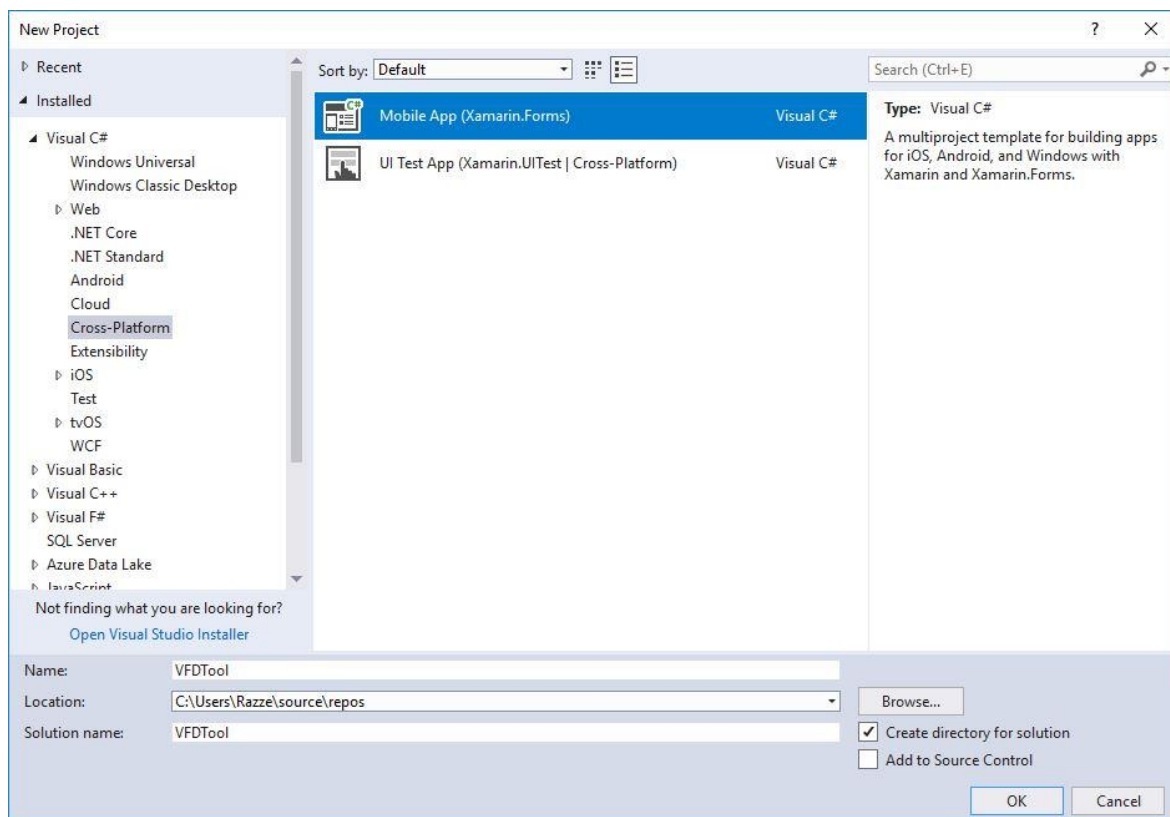 New Project
Recent
Installed
Visual C#
Windows Universal
Windows Classic Desktop
Web
.NET Core
.NET Standard
Android
Cloud
Cross-Platform
Extensibility
iOS
Test
tvOS
WCF
Visual Basic
Visual C++
Visual F#
SQL Server
Azure Data Lake
JavaScript
Not finding what you are looking for?
Open Visual Studio Installer
Sort by: Default
C# Mobile App (Xamarin.Forms) Visual C#
UI Test App (Xamarin.UITest | Cross-Platform) Visual C#
Search (Ctrl+E)
Type: Visual C#
A multiproject template for building apps
for iOS, Android, and Windows with
Xamarin and Xamarin.Forms.
Name: VFDTool
Location: C:\Users\Razze\source\repos
Browse...
Solution name: VFDTool
Create directory for solution
Add to Source Control
OK Cancel